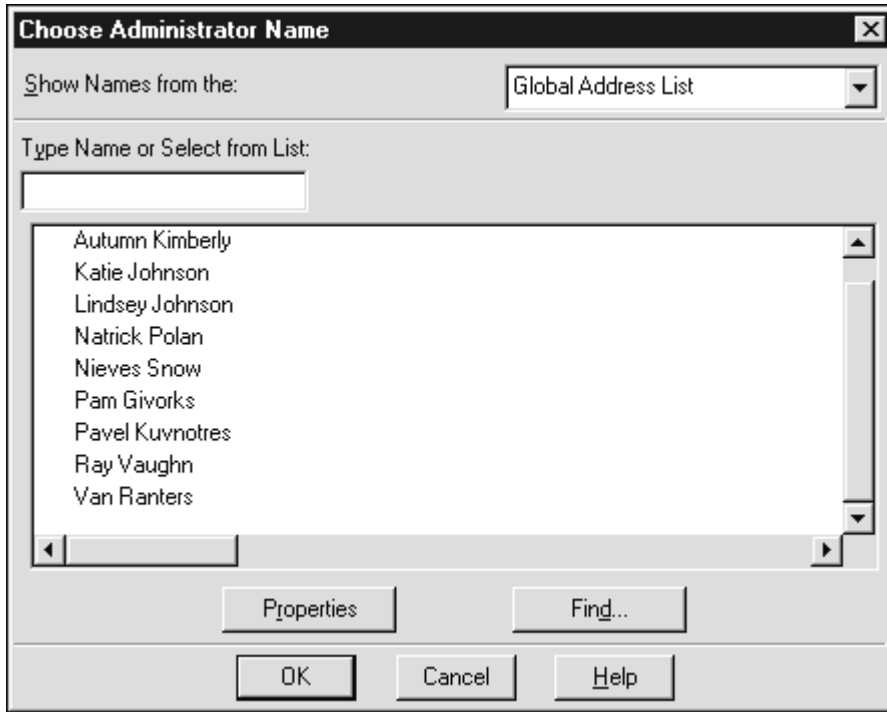 Choose Administrator Name
Show Names from the: Global Address List
Type Name or Select from List:
Autumn Kimberly
Katie Johnson
Lindsey Johnson
Natrick Polan
Nieves Snow
Pam Givorks
Pavel Kuvnotres
Ray Vaughn
Van Ranters
Properties Find...
OK Cancel Help